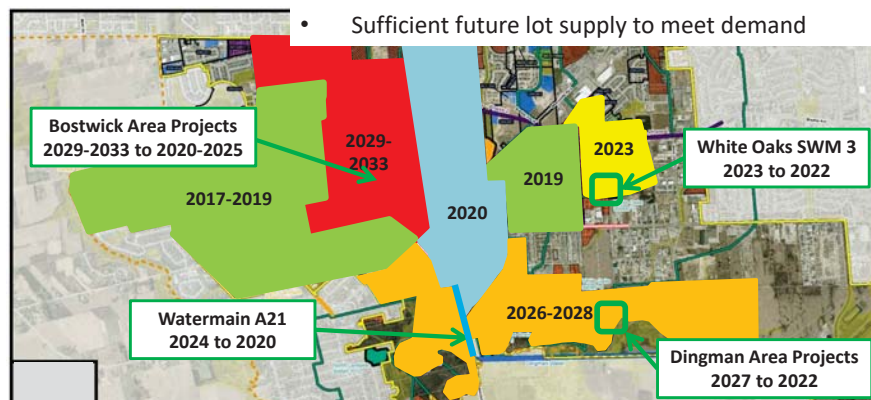 • Sufficient future lot supply to meet demand
Bostwick Area Projects
2029-2033 to 2020-2025
2029-
2033
2023
White Oaks SWM 3
2023 to 2022
2017-2019
2019
2020
Watermain A21
2024 to 2020
2026-2028
Dingman Area Projects
2027 to 2022